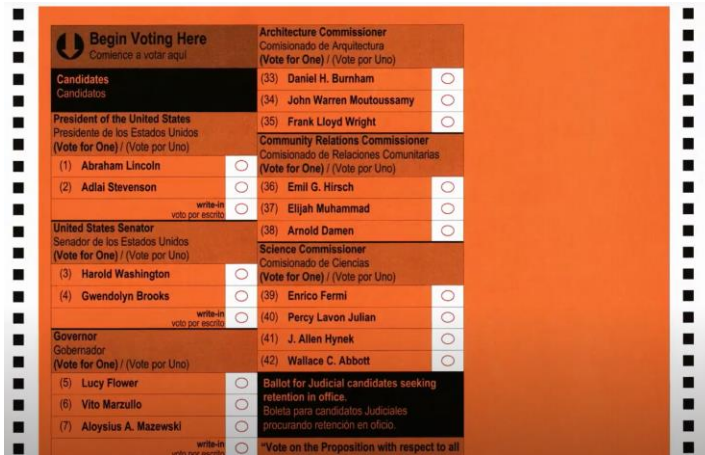 Begin Voting Here
Comience a votar aquí
Candidates
Candidatos
President of the United States
Presidente de los Estados Unidos
(Vote for One) / (Vote por Uno)
(1) Abraham Lincoln
(2) Adlai Stevenson
write-in
voto por escrito
United States Senator
Senador de los Estados Unidos
(Vote for One) / (Vote por Uno)
(3) Harold Washington
(4) Gwendolyn Brooks
write-in
voto por escrito
Governor
Gobernador
(Vote for One) / (Vote por Uno)
(5) Lucy Flower
(6) Vito Marzullo
(7) Aloysius A. Mazewski
write-in
voto por escrito
Architecture Commissioner
Comisionado de Arquitectura
(Vote for One) / (Vote por Uno)
(33) Daniel H. Burnham
(34) John Warren Moutoussamy
(35) Frank Lloyd Wright
Community Relations Commissioner
Comisionado de Relaciones Comunitarias
(Vote for One) / (Vote por Uno)
(36) Emil G. Hirsch
(37) Elijah Muhammad
(38) Arnold Damen
Science Commissioner
Comisionado de Ciencias
(Vote for One) / (Vote por Uno)
(39) Enrico Fermi
(40) Percy Lavon Julian
(41) J. Allen Hynek
(42) Wallace C. Abbott
Ballot for Judicial candidates seeking
retention in office.
Boleta para candidatos Judiciales
procurando retención en oficio.
"Vote on the Proposition with respect to all